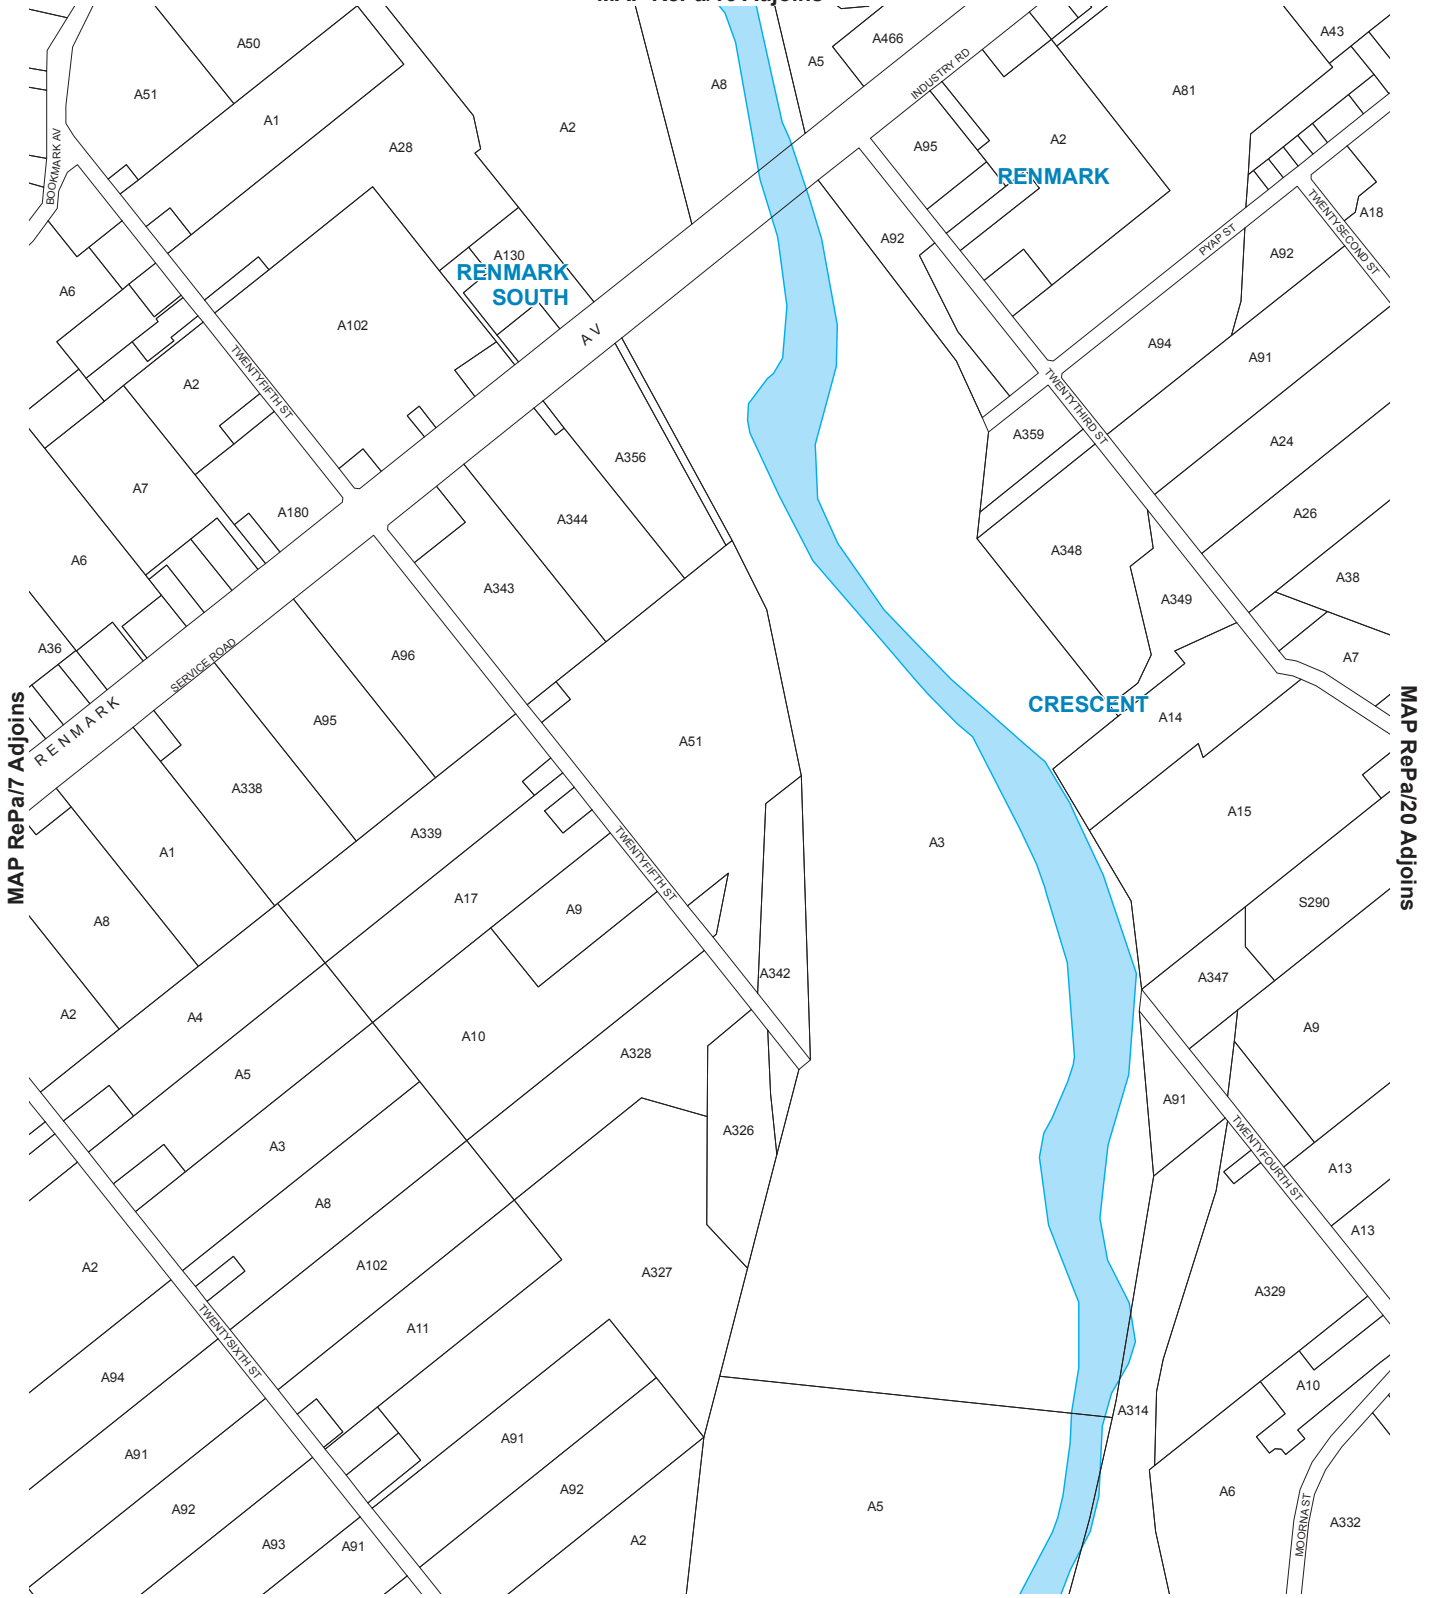 A50
A51
A1
A28
A2
A8
A5
A466
INDUSTRY RD
A43
A81
BOOKMARK AV
A95
A2
RENMARK
A18
TWENTYSECOND ST
PYAP ST
A92
A92
A130
RENMARK
SOUTH
A6
A102
AV
A94
A91
A2
TWENTYFIFTH ST
TWENTYTHIRD ST
A359
A24
A356
A7
A180
A344
A26
A6
A348
A38
A343
A349
A36
SERVICE ROAD
A96
A7
MAP RePa/7 Adjoins
MAP RePa/20 Adjoins
RENMARK
CRESCENT
A14
A95
A51
A338
A15
A339
A3
A1
TWENTYFIFTH ST
A17
A9
S290
A8
A342
A347
A2
A4
A10
A328
A9
A5
A91
A326
TWENTYFOURTH ST
A3
A13
A8
A13
A2
A102
A327
A329
A11
TWENTYSIXTH ST
A94
A10
A314
A91
A91
A92
A92
A5
A6
MOORNA ST
A332
A93
A91
A2